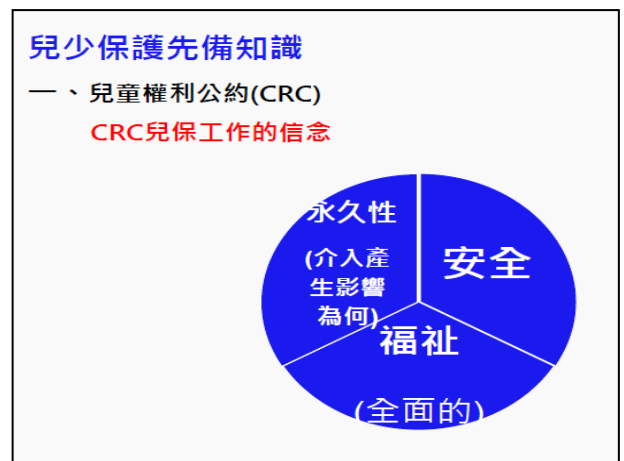 兒少保護先備知識
一、兒童權利公約(CRC)
CRC兒保工作的信念
永久性
(介入產
生影響
為何)
安全
福祉
(全面的)